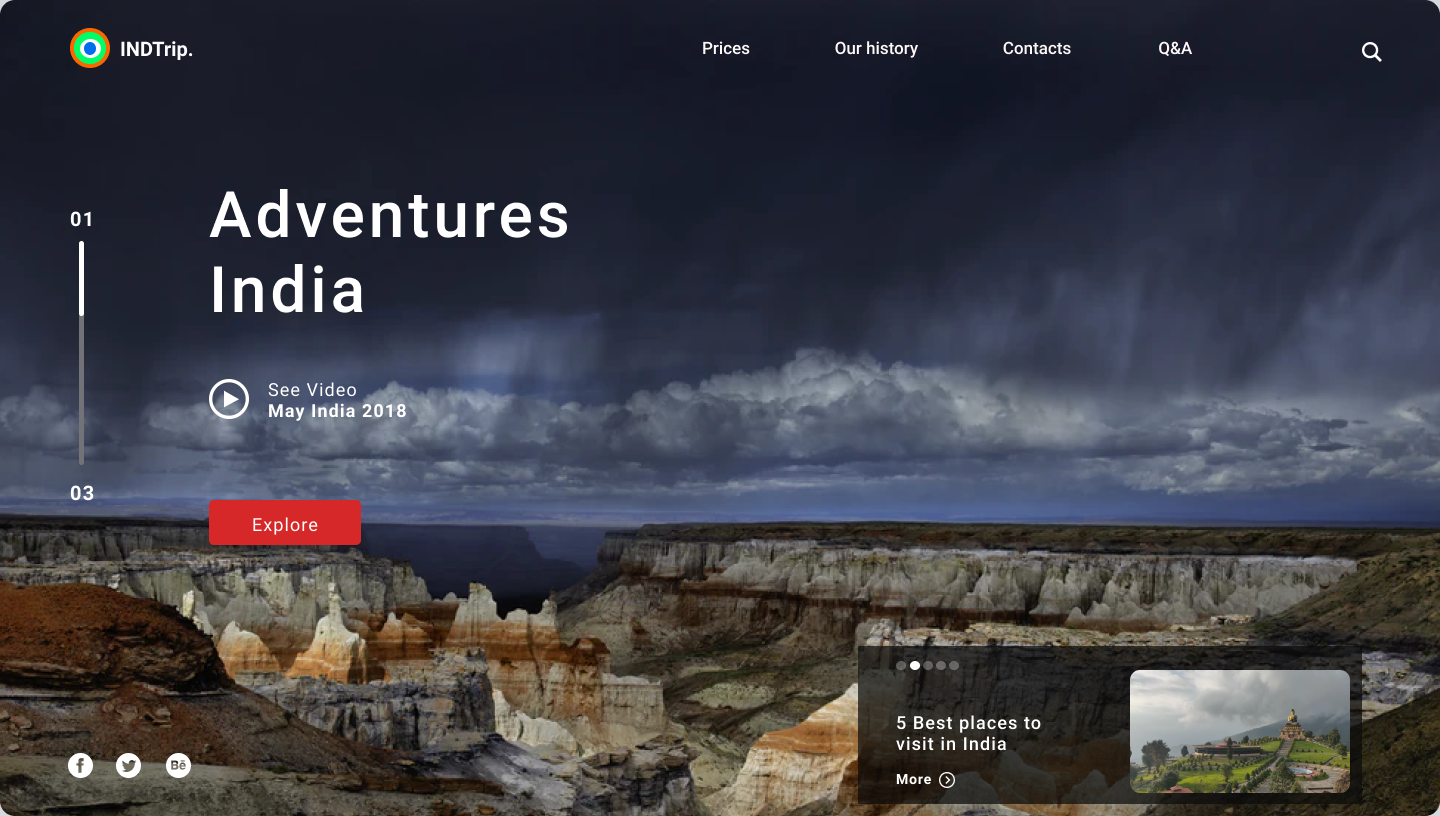 INDTrip.
Prices
Our history
Contacts
Q&A
01
Adventures
India
See Video
May India 2018
03
Explore
5 Best places to
visit in India
More
f
Bē